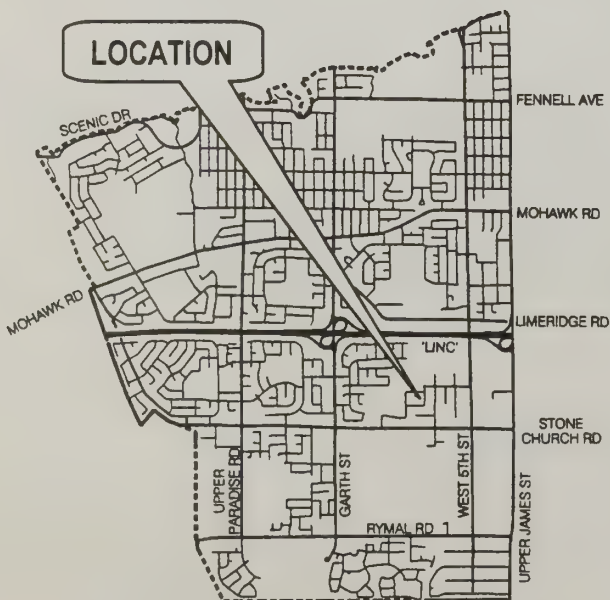 LOCATION
FENNELL AVE
SCENIC DR
MOHAWK RD
MOHAWK RD
LIMERIDGE RD
'LINC'
STONE
CHURCH RD
UPPER
PARADISE RD
GARTH ST
WEST 5TH ST
UPPER JAMES ST
RYMAL RD